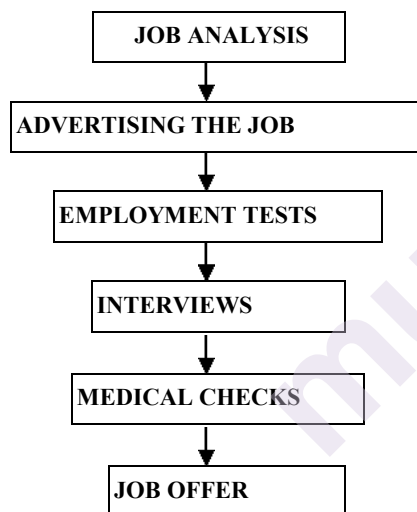 JOB ANALYSIS
ADVERTISING THE JOB
EMPLOYMENT TESTS
INTERVIEWS
MEDICAL CHECKS
JOB OFFER